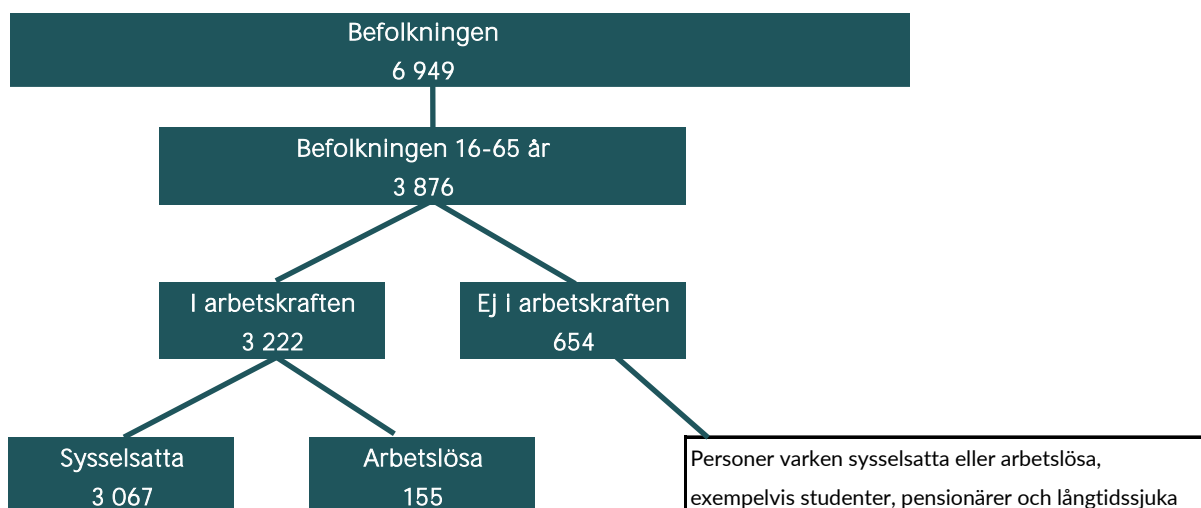 Befolkningen
6 949
Befolkningen 16-65 år
3 876
I arbetskraften
3 222
Ej i arbetskraften
654
Sysselsatta
3 067
Arbetslösa
155
Personer varken sysselsatta eller arbetslösa,
exempelvis studenter, pensionärer och långtidssjuka